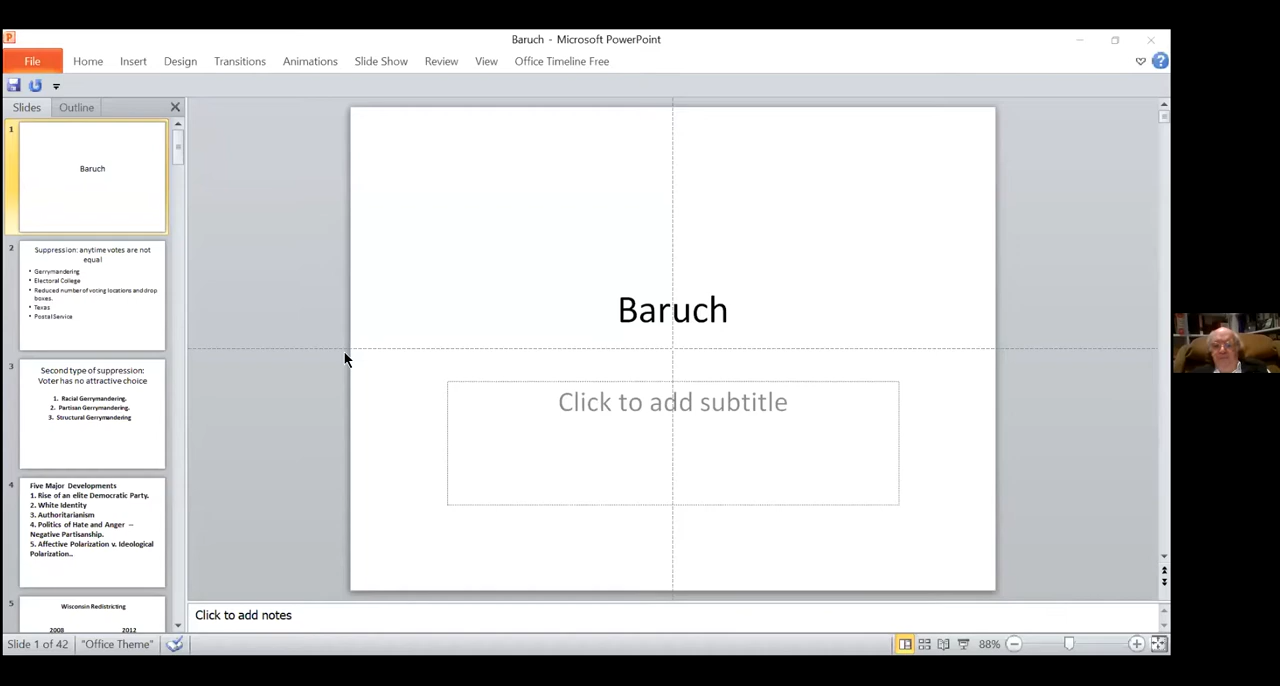 Baruch - Microsoft PowerPoint
File Home Insert Design Transitions Animations Slide Show Review View Office Timeline Free
Slides Outline
1
Baruch
2
Suppression: anytime votes are not
equal
• Gerrymandering
• Electoral College
• Reduced number of voting locations and drop
boxes.
• Texas
• Postal Service
3
Second type of suppression:
Voter has no attractive choice
1. Racial Gerrymandering.
2. Partisan Gerrymandering.
3. Structural Gerrymandering
4
Five Major Developments
1. Rise of an elite Democratic Party.
2. White Identity
3. Authoritarianism
4. Politics of Hate and Anger –
Negative Partisanship.
5. Affective Polarization v. Ideological
Polarization..
5
Wisconsin Redistricting
2008 2012
Baruch
Click to add subtitle
Click to add notes
Slide 1 of 42 "Office Theme" 88%